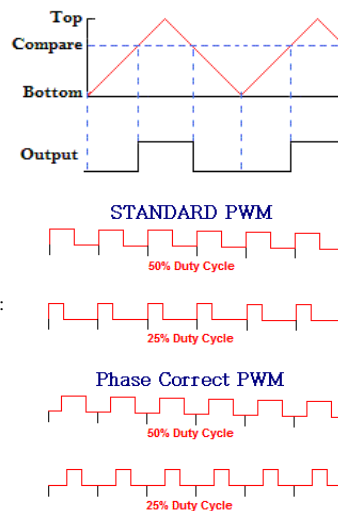 Top
Compare
Bottom
Output
STANDARD PWM
50% Duty Cycle
:
25% Duty Cycle
Phase Correct PWM
50% Duty Cycle
25% Duty Cycle